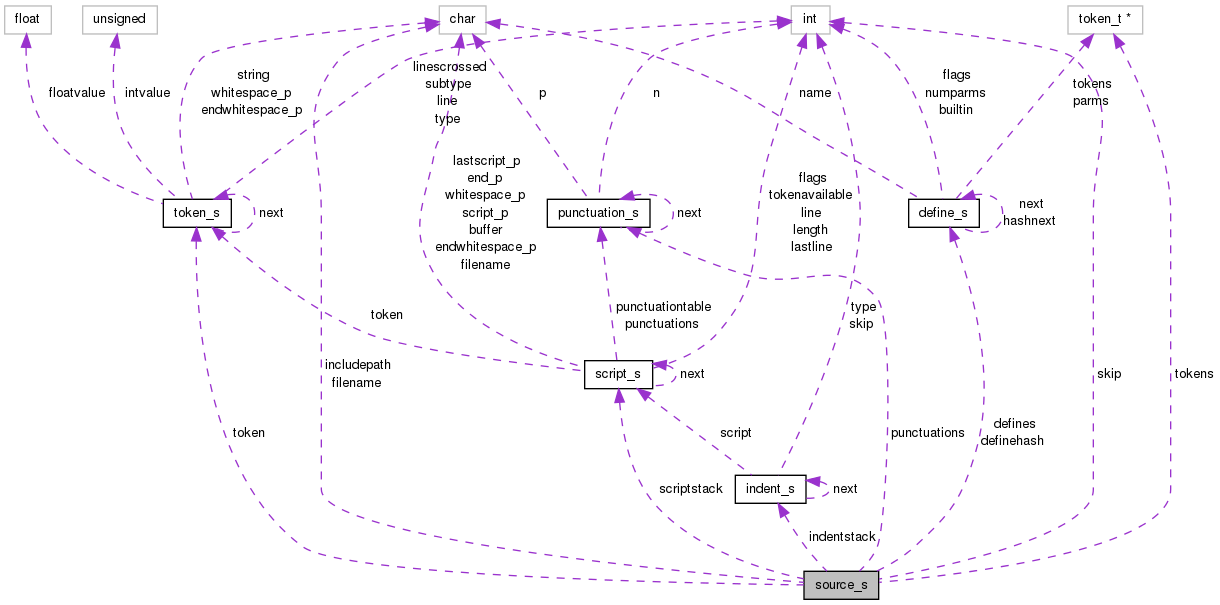 float
unsigned
char
int
token_t *
floatvalue
intvalue
string
whitespace_p
endwhitespace_p
linescrossed
subtype
line
type
p
n
name
flags
numparms
builtin
tokens
parms
lastscript_p
end_p
whitespace_p
script_p
buffer
endwhitespace_p
filename
flags
tokenavailable
line
length
lastline
token_s
next
punctuation_s
next
define_s
next
hashnext
token
punctuationtable
punctuations
type
skip
includepath
filename
script_s
next
skip
tokens
token
script
punctuations
defines
definehash
scriptstack
indent_s
next
indentstack
source_s